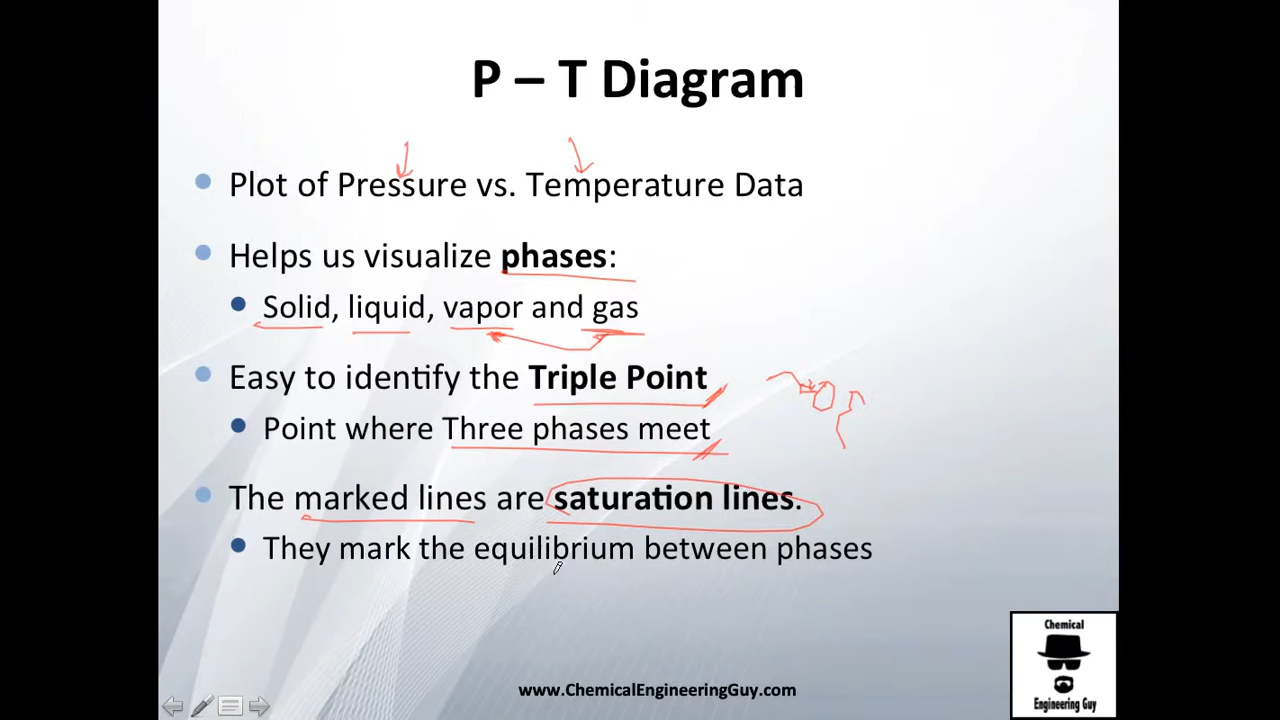 P – T Diagram
Plot of Pressure vs. Temperature Data
Helps us visualize phases:
Solid, liquid, vapor and gas
Easy to identify the Triple Point
Point where Three phases meet
The marked lines are saturation lines.
They mark the equilibrium between phases
www.ChemicalEngineeringGuy.com
Chemical
Engineering Guy